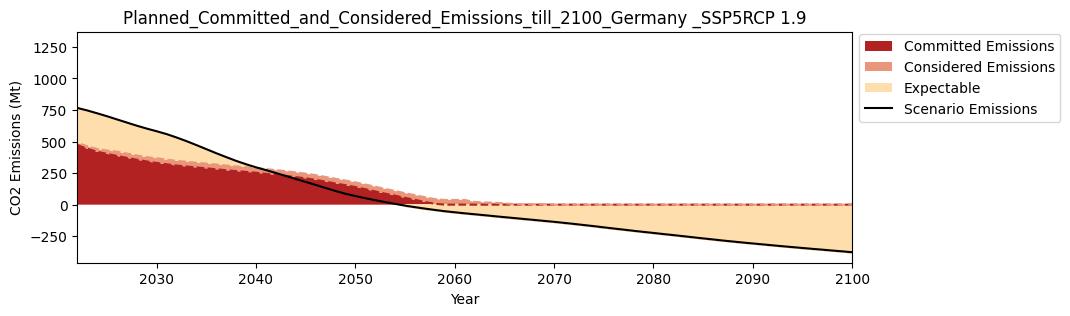 Planned_Committed_and_Considered_Emissions_till_2100_Germany _SSP5RCP 1.9
CO2 Emissions (Mt)
1250
1000
750
500
250
0
−250
2030
2040
2050
2060
2070
2080
2090
2100
Year
Committed Emissions
Considered Emissions
Expectable
Scenario Emissions